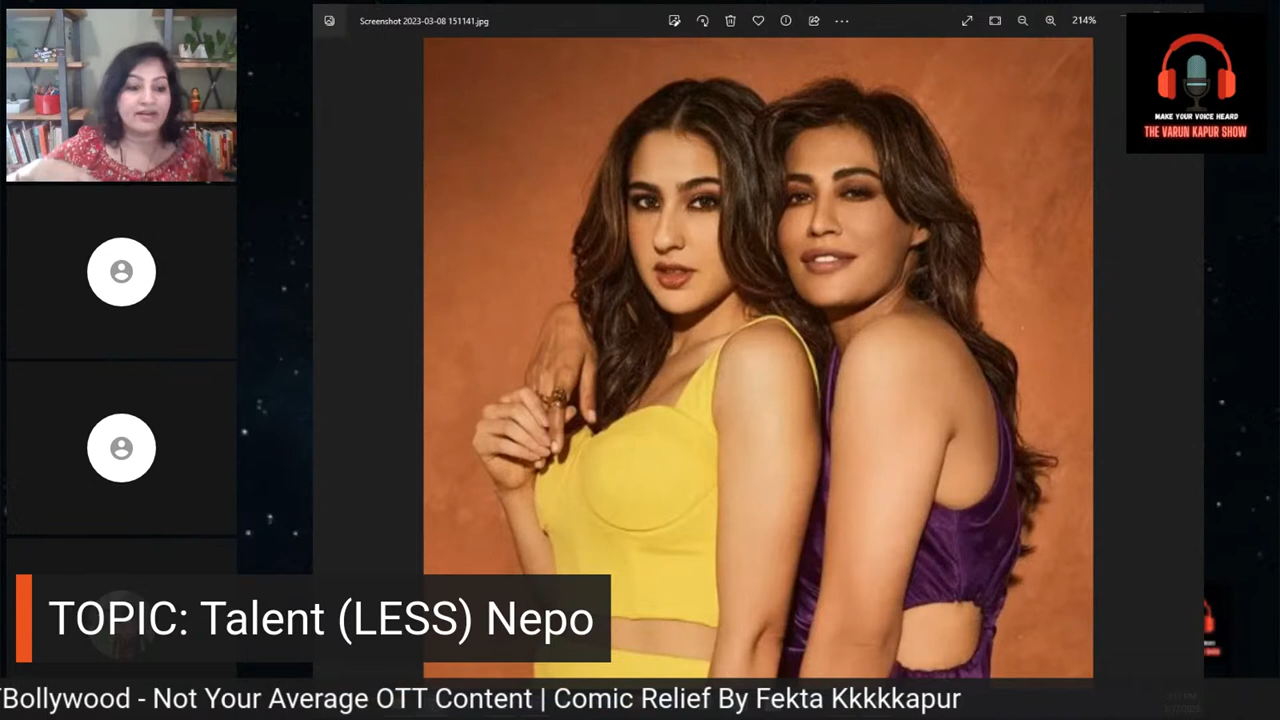 Screenshot 2023-03-08 151141.jpg
214%
MAKE YOUR VOICE HEARD
THE VARUN KAPUR SHOW
TOPIC: Talent (LESS) Nepo
Bollywood - Not Your Average OTT Content | Comic Relief By Fekta Kkkkkapur